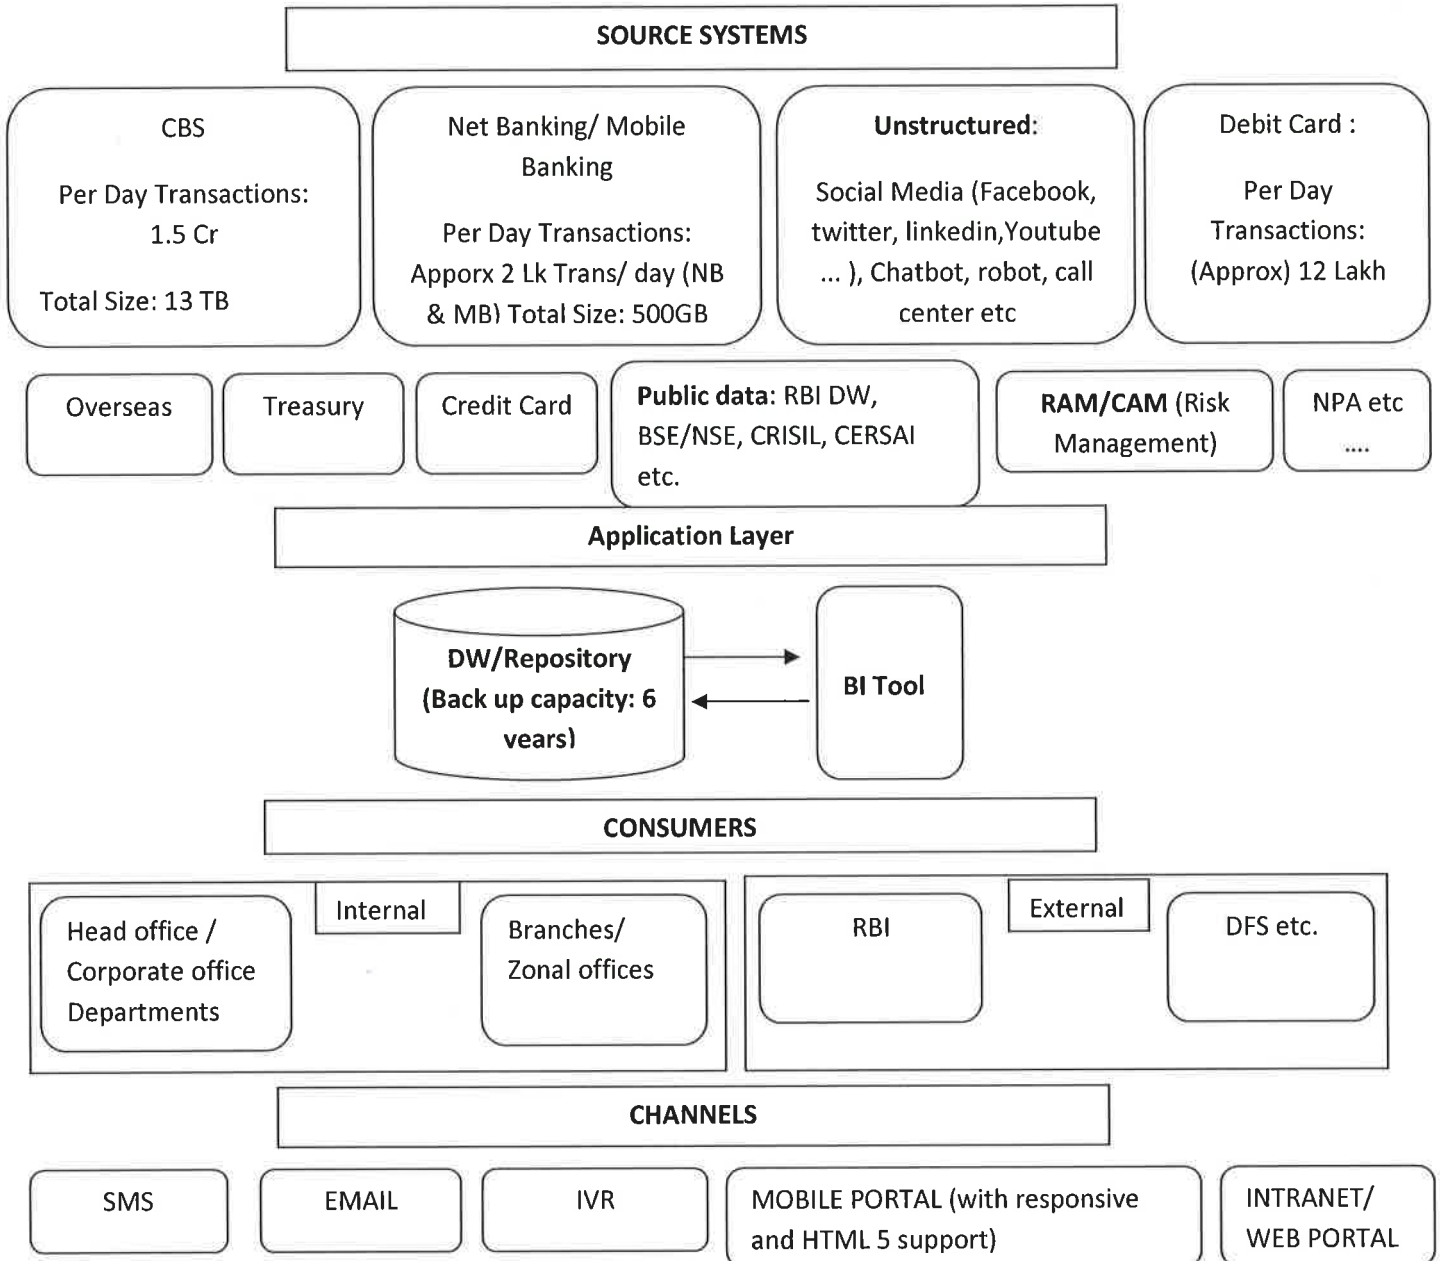 SOURCE SYSTEMS
CBS
Per Day Transactions:
1.5 Cr
Total Size: 13 TB
Net Banking/ Mobile
Banking
Per Day Transactions:
Apporx 2 Lk Trans/ day (NB
& MB) Total Size: 500GB
Unstructured:
Social Media (Facebook,
twitter, linkedin,Youtube
... ), Chatbot, robot, call
center etc
Debit Card :
Per Day
Transactions:
(Approx) 12 Lakh
Overseas
Treasury
Credit Card
Public data: RBI DW,
BSE/NSE, CRISIL, CERSAI
etc.
RAM/CAM (Risk
Management)
NPA etc
....
Application Layer
DW/Repository
(Back up capacity: 6
years)
BI Tool
CONSUMERS
Internal
Head office /
Corporate office
Departments
Branches/
Zonal offices
External
RBI
DFS etc.
CHANNELS
SMS
EMAIL
IVR
MOBILE PORTAL (with responsive
and HTML 5 support)
INTRANET/
WEB PORTAL